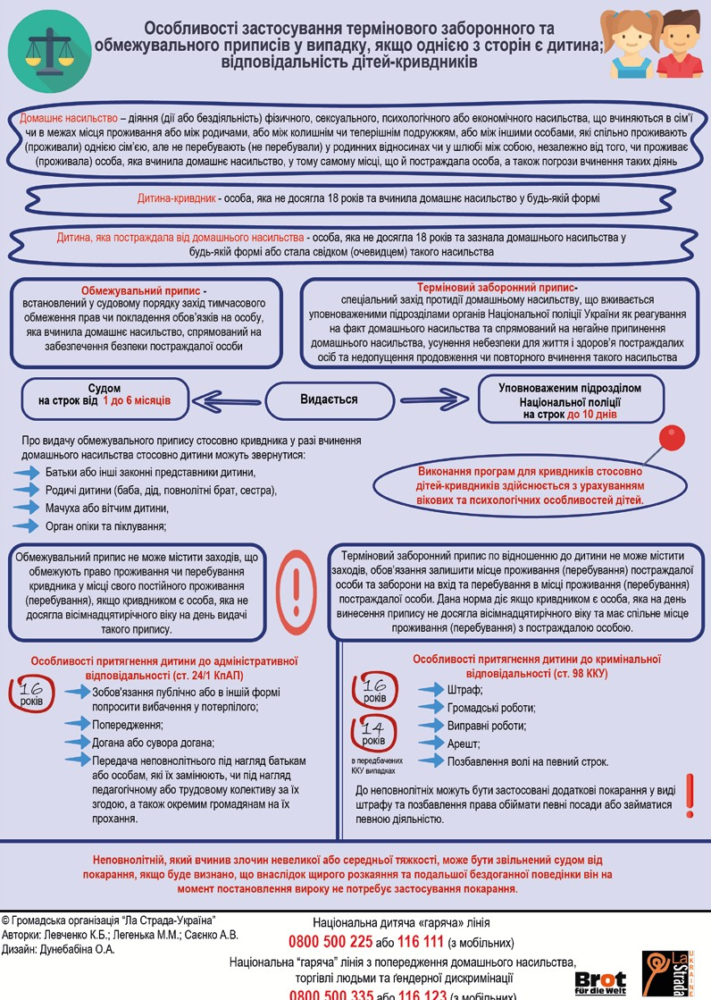 Особливості застосування термінового заборонного та
обмежувального приписів у випадку, якщо однією з сторін є дитина;
відповідальність дітей-кривдників
Домашнє насильство – діяння (дії або бездіяльність) фізичного, сексуального, психологічного або економічного насильства, що вчиняються в сім'ї
чи в межах місця проживання або між родичами, або між колишнім чи теперішнім подружжям, або між іншими особами, які спільно проживають
(проживали) однією сім'єю, але не перебувають (не перебували) у родинних відносинах чи у шлюбі між собою, незалежно від того, чи проживає
(проживала) особа, яка вчинила домашнє насильство, у тому самому місці, що й постраждала особа, а також погрози вчинення таких діянь
Дитина-кривдник - особа, яка не досягла 18 років та вчинила домашнє насильство у будь-якій формі
Дитина, яка постраждала від домашнього насильства - особа, яка не досягла 18 років та зазнала домашнього насильства у
будь-якій формі або стала свідком (очевидцем) такого насильства
Обмежувальний припис -
встановлений у судовому порядку захід тимчасового
обмеження прав чи покладення обов'язків на особу,
яка вчинила домашнє насильство, спрямований на
забезпечення безпеки постраждалої особи
Терміновий заборонний припис-
спеціальний захід протидії домашньому насильству, що вживається
уповноваженими підрозділами органів Національної поліції України як реагування
на факт домашнього насильства та спрямований на негайне припинення
домашнього насильства, усунення небезпеки для життя і здоров'я постраждалих
осіб та недопущення продовження чи повторного вчинення такого насильства
Судом
на строк від 1 до 6 місяців
Видається
Уповноваженим підрозділом
Національної поліції
на строк до 10 днів
Про видачу обмежувального припису стосовно кривдника у разі вчинення
домашнього насильства стосовно дитини можуть звернутися:
Батьки або інші законні представники дитини,
Родичі дитини (баба, дід, повнолітні брат, сестра),
Мачуха або вітчим дитини,
Орган опіки та піклування;
Виконання програм для кривдників стосовно
дітей-кривдників здійснюється з урахуванням
вікових та психологічних особливостей дітей.
Обмежувальний припис не може містити заходів, що
обмежують право проживання чи перебування
кривдника у місці свого постійного проживання
(перебування), якщо кривдником є особа, яка не
досягла вісімнадцятирічного віку на день видачі
такого припису.
Терміновий заборонний припис по відношенню до дитини не може містити
заходів, обов'язання залишити місце проживання (перебування) постраждалої
особи та заборони на вхід та перебування в місці проживання (перебування)
постраждалої особи. Дана норма діє якщо кривдником є особа, яка на день
винесення припису не досягла вісімнадцятирічного віку та має спільне місце
проживання (перебування) з постраждалою особою.
Особливості притягнення дитини до адміністративної
відповідальності (ст. 24/1 КпАП)
16
років
Зобов'язання публічно або в іншій формі
попросити вибачення у потерпілого;
Попередження;
Догана або сувора догана;
Передача неповнолітнього під нагляд батькам
або особам, які їх замінюють, чи під нагляд
педагогічному або трудовому колективу за їх
згодою, а також окремим громадянам на їх
прохання.
Особливості притягнення дитини до кримінальної
відповідальності (ст. 98 ККУ)
16
років
14
років
в передбачених
ККУ випадках
Штраф;
Громадські роботи;
Виправні роботи;
Арешт;
Позбавлення волі на певний строк.
До неповнолітніх можуть бути застосовані додаткові покарання у виді
штрафу та позбавлення права обіймати певні посади або займатися
певною діяльністю.
Неповнолітній, який вчинив злочин невеликої або середньої тяжкості, може бути звільнений судом від
покарання, якщо буде визнано, що внаслідок щирого розкаяння та подальшої бездоганної поведінки він на
момент постановлення вироку не потребує застосування покарання.
© Громадська організація “Ла Страда-Україна”
Авторки: Левченко К.Б.; Легенька М.М.; Саєнко А.В.
Дизайн: Дунебабіна О.А.
Національна дитяча «гаряча» лінія
0800 500 225 або 116 111 (з мобільних)
Національна “гаряча” лінія з попередження домашнього насильства,
торгівлі людьми та ґендерної дискримінації
0800 500 335 або 116 123 (з мобільних)
Brot
für die Welt
La Strada
UKRAINE